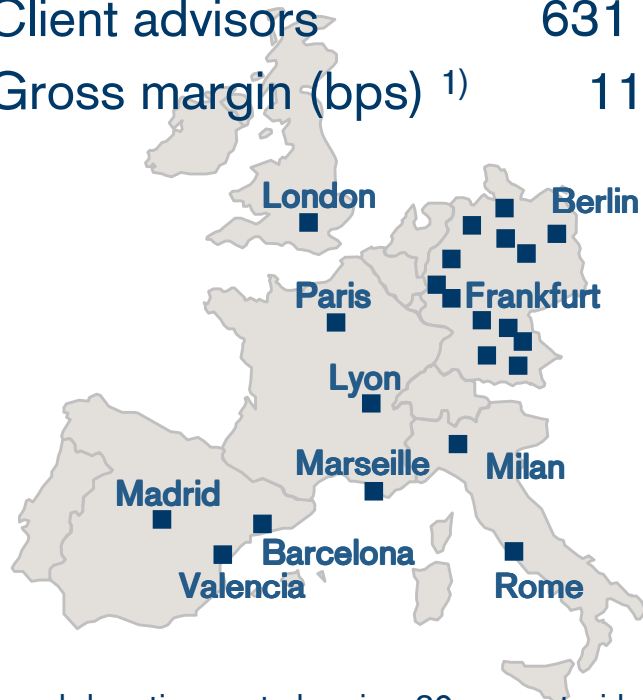 Client advisors 631
Gross margin (bps) 1) 11
London
Berlin
Paris
Frankfurt
Lyon
Marseille
Milan
Madrid
Barcelona
Valencia
Rome